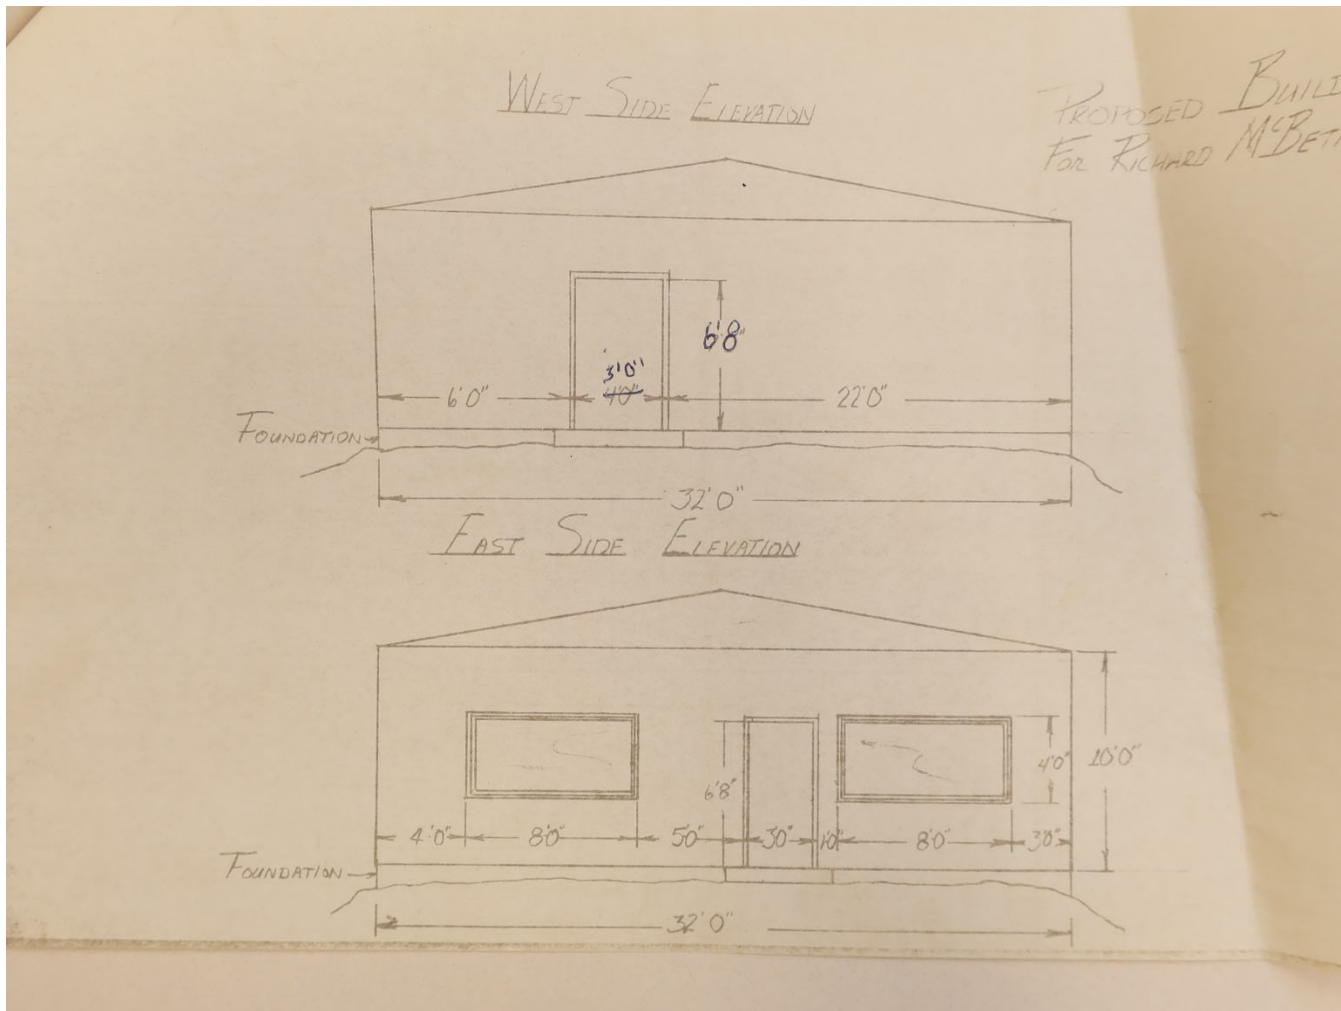 WEST SIDE ELEVATION
PROPOSED BUILD
FOR RICHARD McBETH
6'8"
3'0"
6'0" 4'0" 22'0"
FOUNDATION
32'0"
EAST SIDE ELEVATION
4'0" 10'0"
6'8"
4'0" 8'0" 5'0" 3'0" 1'0" 8'0" 3'0"
FOUNDATION
32'0"